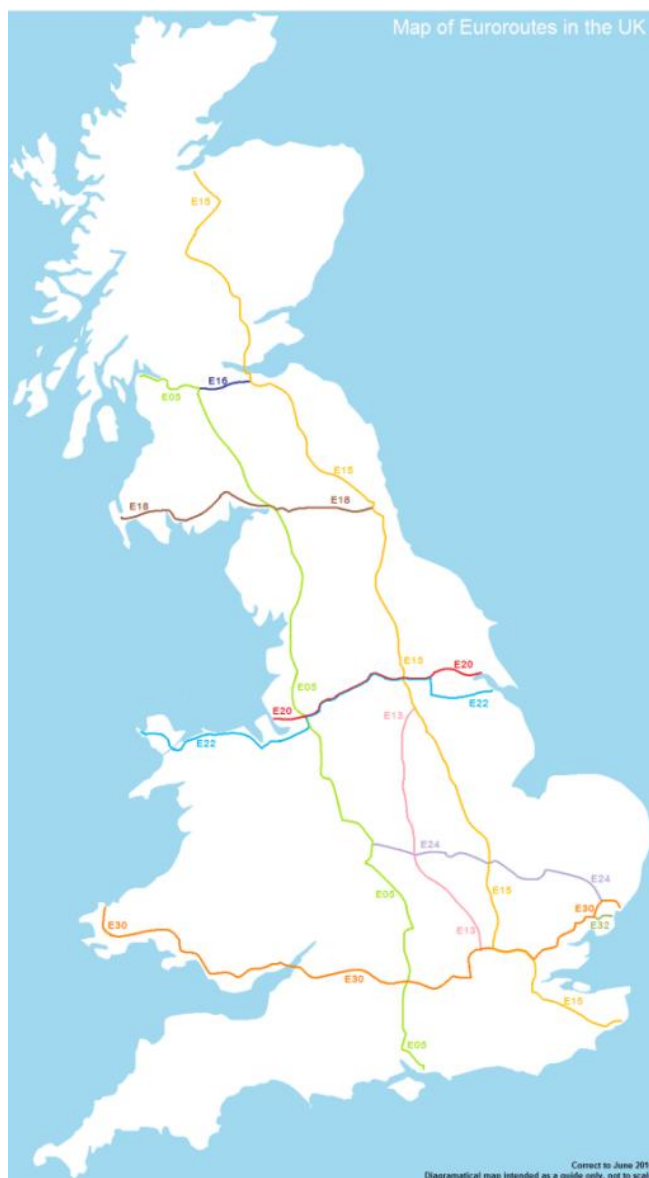 Map of Euroroutes in the UK
E15
E16
E05
E15
E18
E18
E15
E20
E05
E22
E20
E13
E22
E24
E24
E05
E15
E30
E30
E32
E13
E30
E15
E05
Correct to June 201
Diagramatical map intended as a guide only, not to scal